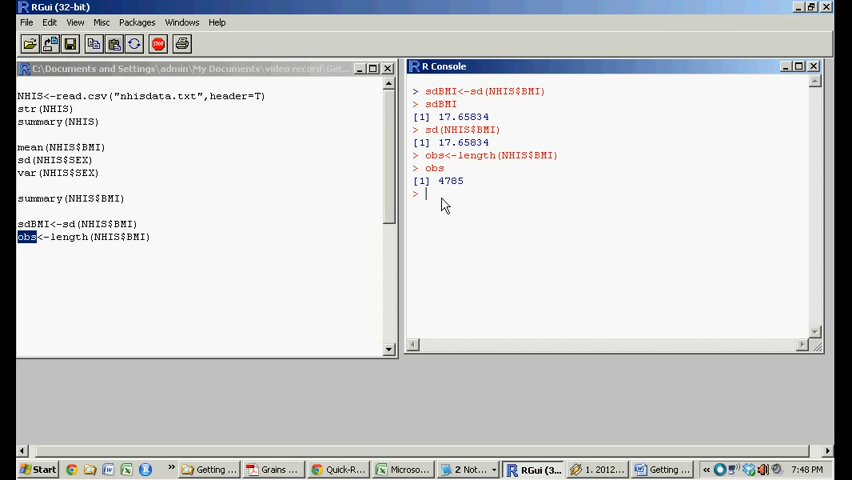 RGui (32-bit)
File Edit View Misc Packages Windows Help
C:\Documents and Settings\admin\My Documents\video record\Get...
NHIS<-read.csv("nhisdata.txt",header=T)
str(NHIS)
summary(NHIS)
mean(NHIS$BMI)
sd(NHIS$SEX)
var(NHIS$SEX)
summary(NHIS$BMI)
sdBMI<-sd(NHIS$BMI)
obs<-length(NHIS$BMI)
R Console
> sdBMI<-sd(NHIS$BMI)
> sdBMI
[1] 17.65834
> sd(NHIS$BMI)
[1] 17.65834
> obs<-length(NHIS$BMI)
> obs
[1] 4785
>
Start » Getting ... Grains ... Quick-R... Microso... 2 Not... RGui (3... 1. 2012... Getting ... « 7:48 PM